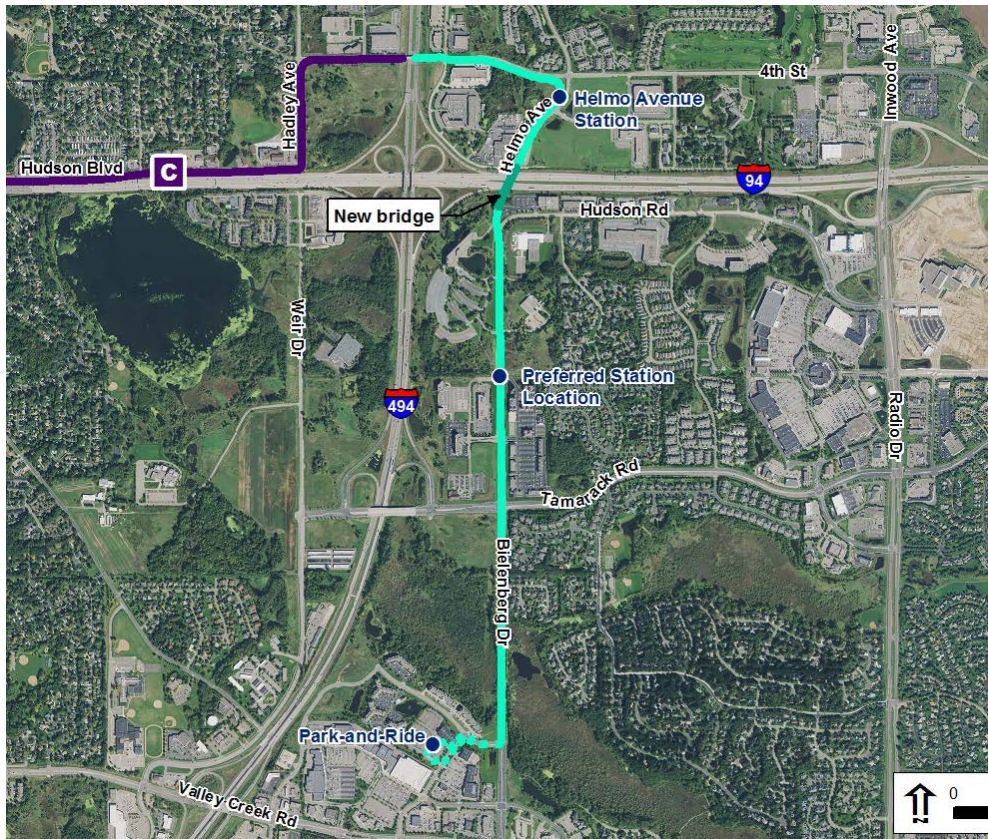 Inwood Ave
4th St
Hadley Ave
Helmo Avenue
Station
Helmo Ave
Hudson Blvd
C
94
New bridge
Hudson Rd
Weir Dr
Preferred Station
Location
494
Radio Dr
Tamarack Rd
Bielenberg Dr
Park-and-Ride
Valley Creek Rd
0